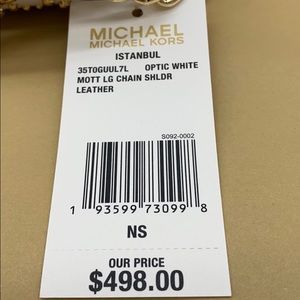 MICHAEL
MICHAEL KORS
ISTANBUL
35T0GUUL7L OPTIC WHITE
MOTT LG CHAIN SHLDR
LEATHER
S092-0002
1 93599 73099 8
NS
OUR PRICE
$498.00